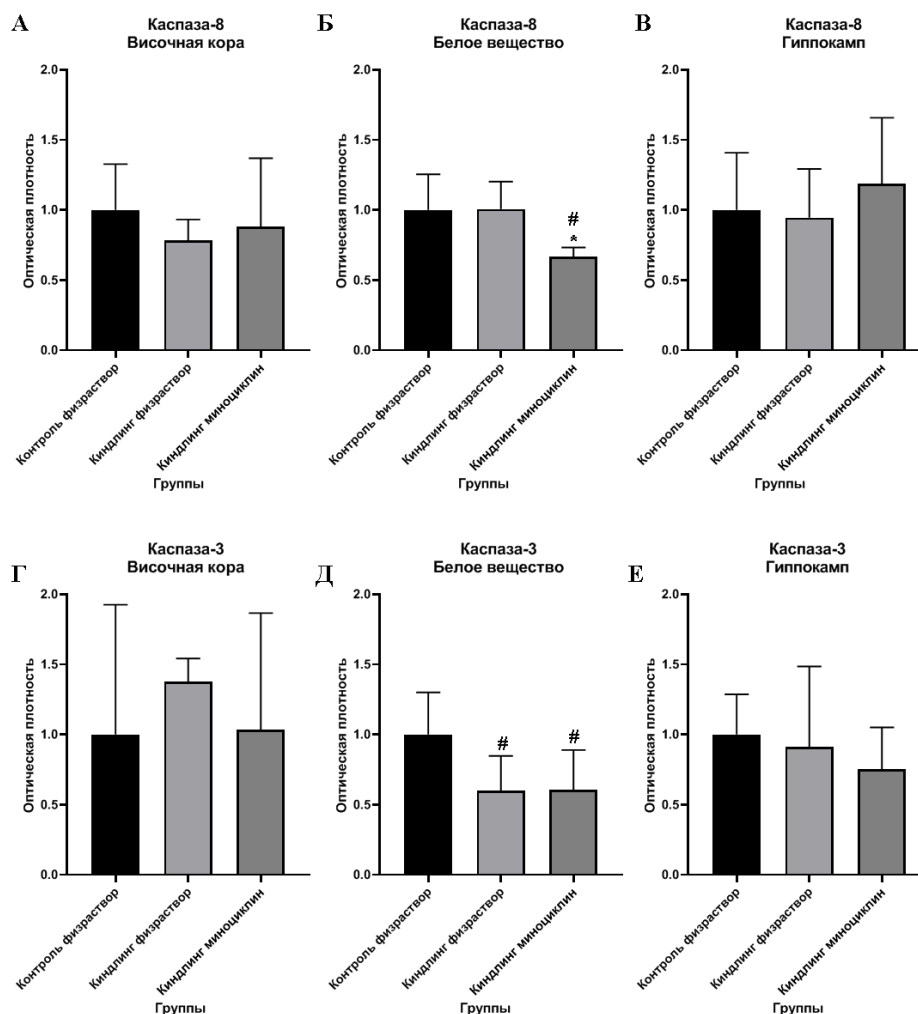 А
Каспаза-8
Височная кора
Оптическая плотность
2.0
1.5
1.0
0.5
0.0
Контроль физраствор
Киндлинг физраствор
Киндлинг миноциклин
Группы
Б
Каспаза-8
Белое вещество
Оптическая плотность
2.0
1.5
1.0
0.5
0.0
#
*
Контроль физраствор
Киндлинг физраствор
Киндлинг миноциклин
Группы
В
Каспаза-8
Гиппокамп
Оптическая плотность
2.0
1.5
1.0
0.5
0.0
Контроль физраствор
Киндлинг физраствор
Киндлинг миноциклин
Группы
Г
Каспаза-3
Височная кора
Оптическая плотность
2.0
1.5
1.0
0.5
0.0
Контроль физраствор
Киндлинг физраствор
Киндлинг миноциклин
Группы
Д
Каспаза-3
Белое вещество
Оптическая плотность
2.0
1.5
1.0
0.5
0.0
#
#
Контроль физраствор
Киндлинг физраствор
Киндлинг миноциклин
Группы
Е
Каспаза-3
Гиппокамп
Оптическая плотность
2.0
1.5
1.0
0.5
0.0
Контроль физраствор
Киндлинг физраствор
Киндлинг миноциклин
Группы